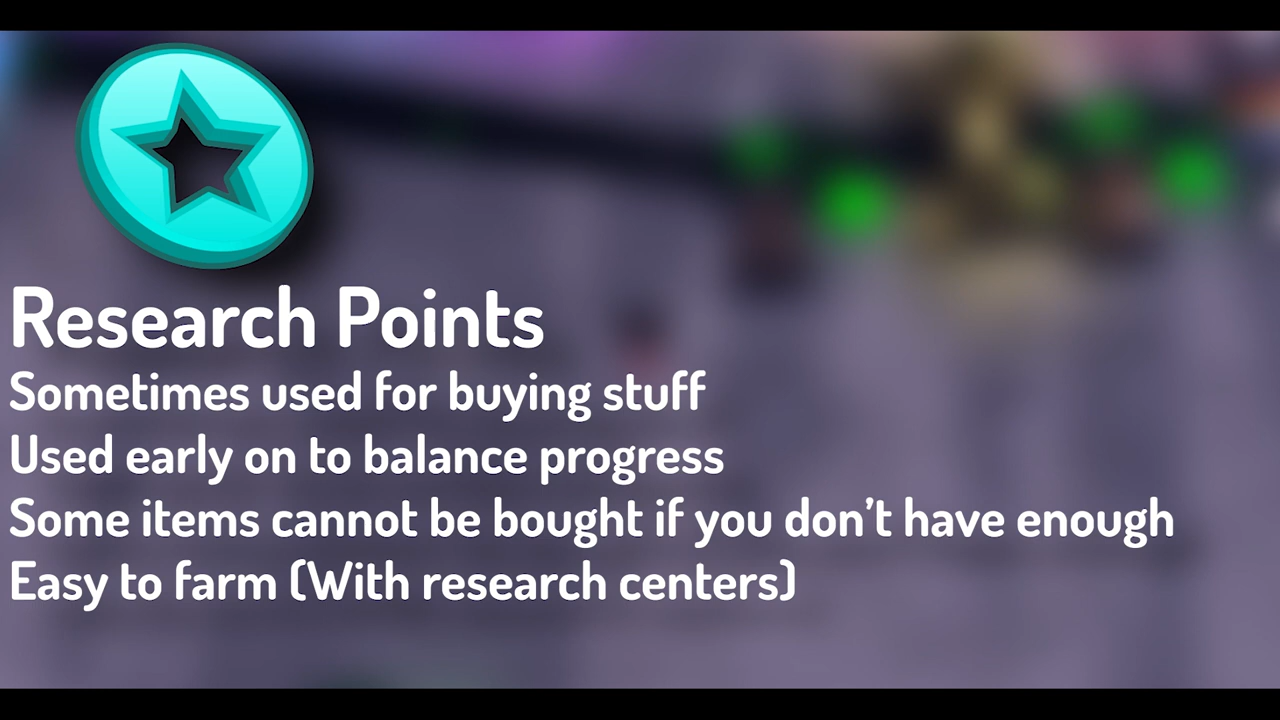 Research Points
Sometimes used for buying stuff
Used early on to balance progress
Some items cannot be bought if you don’t have enough
Easy to farm (With research centers)